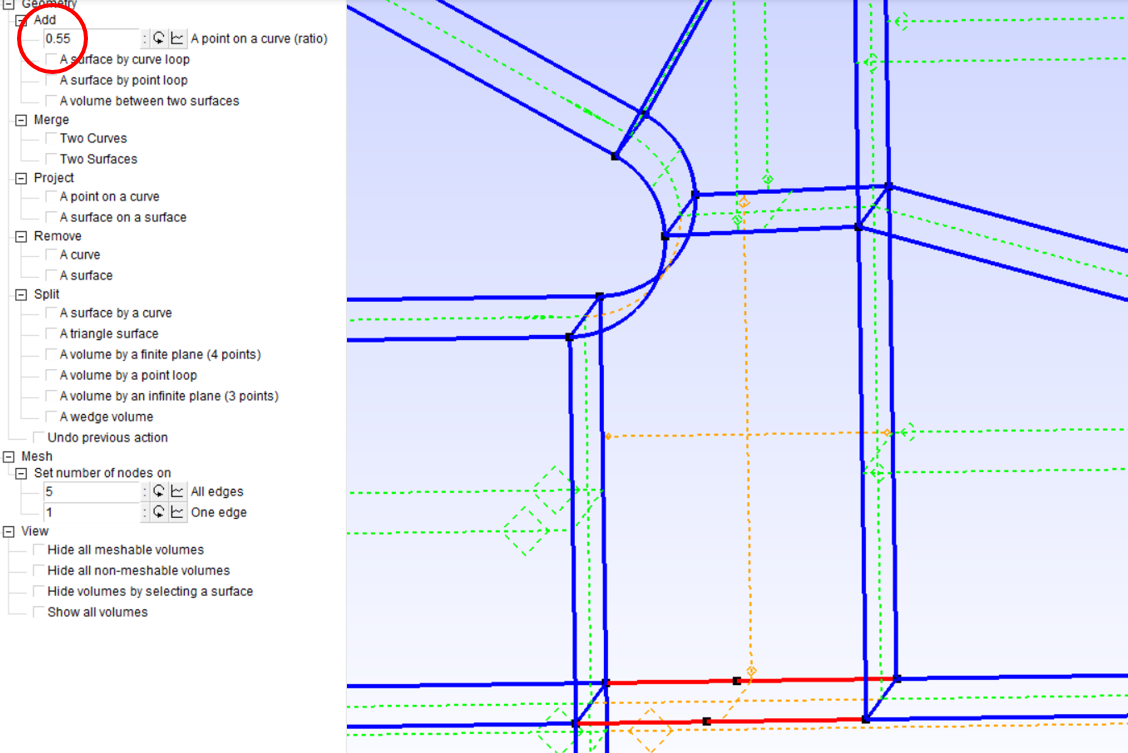 Geometry
Add
0.55 : A point on a curve (ratio)
A surface by curve loop
A surface by point loop
A volume between two surfaces
Merge
Two Curves
Two Surfaces
Project
A point on a curve
A surface on a surface
Remove
A curve
A surface
Split
A surface by a curve
A triangle surface
A volume by a finite plane (4 points)
A volume by a point loop
A volume by an infinite plane (3 points)
A wedge volume
Undo previous action
Mesh
Set number of nodes on
5 : All edges
1 : One edge
View
Hide all meshable volumes
Hide all non-meshable volumes
Hide volumes by selecting a surface
Show all volumes